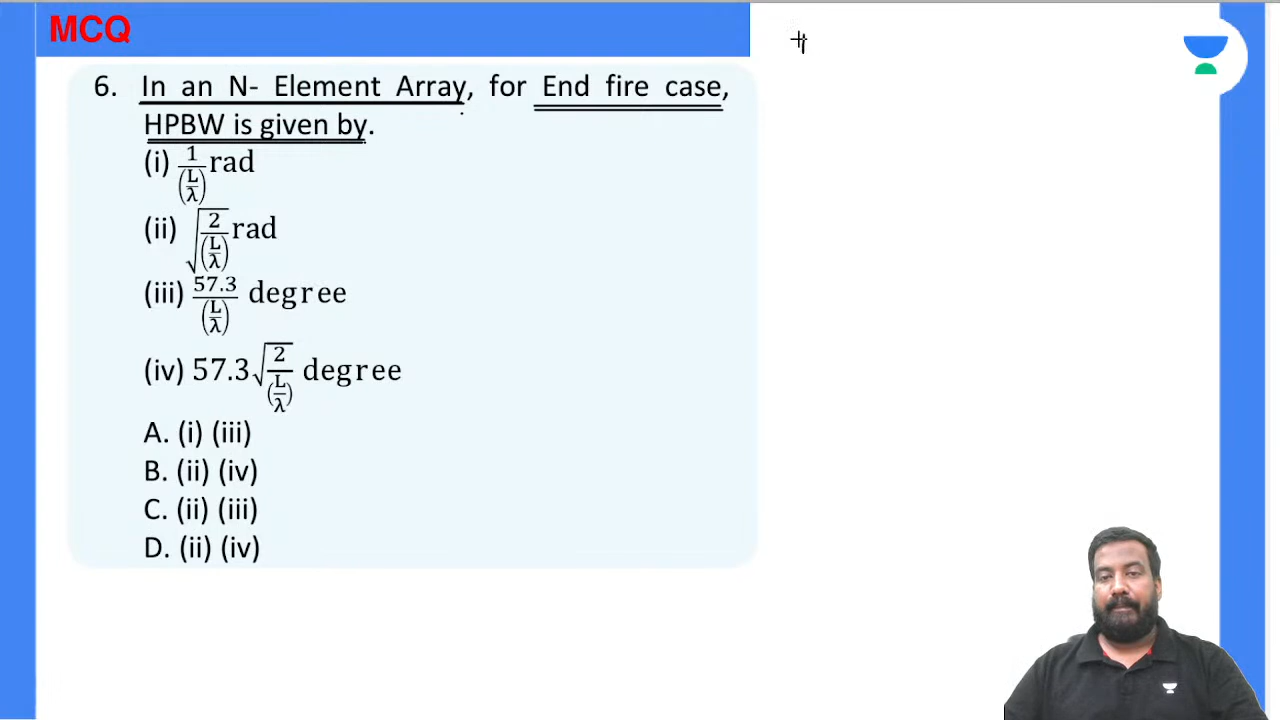 MCQ
6. In an N- Element Array, for End fire case,
HPBW is given by.
(i) 1/(L/λ) rad
(ii) √(2/(L/λ)) rad
(iii) 57.3/(L/λ) degree
(iv) 57.3√(2/(L/λ)) degree
A. (i) (iii)
B. (ii) (iv)
C. (ii) (iii)
D. (ii) (iv)